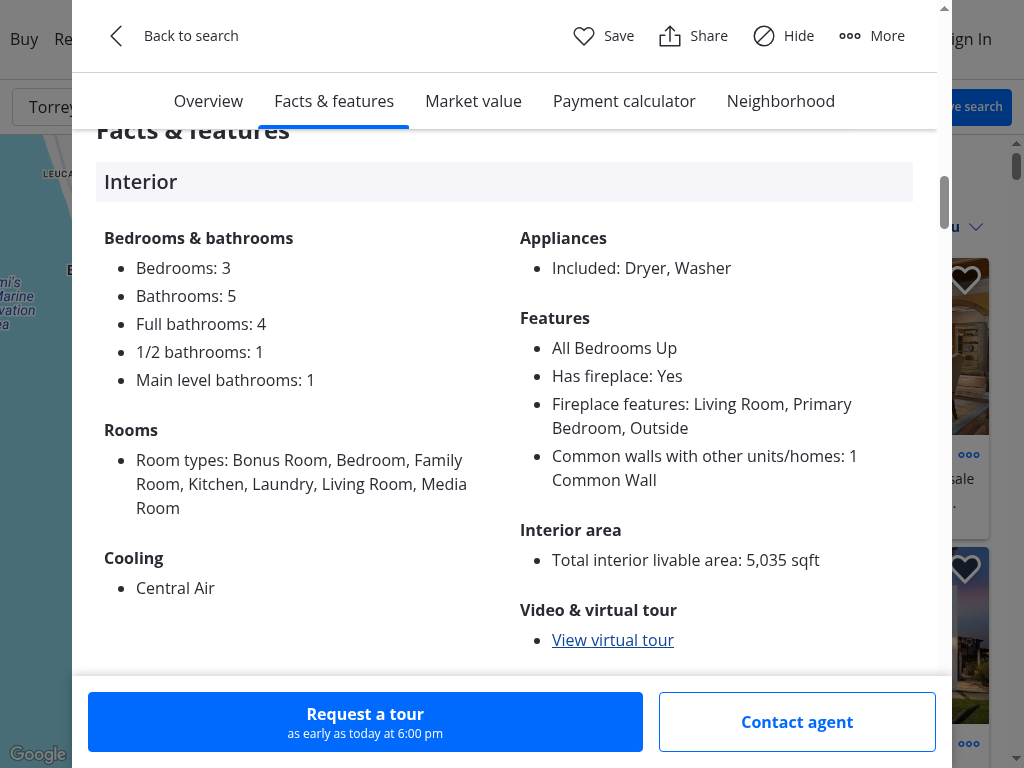 Back to search
Save
Share
Hide
More
Buy
Re
ign In
Overview
Facts & features
Market value
Payment calculator
Neighborhood
Torrey
ve search
Facts & features
Interior
LEUCA
Bedrooms & bathrooms
Bedrooms: 3
Bathrooms: 5
Full bathrooms: 4
1/2 bathrooms: 1
Main level bathrooms: 1
Rooms
Room types: Bonus Room, Bedroom, Family
Room, Kitchen, Laundry, Living Room, Media
Room
Cooling
Central Air
Appliances
Included: Dryer, Washer
Features
All Bedrooms Up
Has fireplace: Yes
Fireplace features: Living Room, Primary
Bedroom, Outside
Common walls with other units/homes: 1
Common Wall
Interior area
Total interior livable area: 5,035 sqft
Video & virtual tour
View virtual tour
mi's
Marine
vation
ea
u
sale
.
Request a tour
as early as today at 6:00 pm
Contact agent
Google